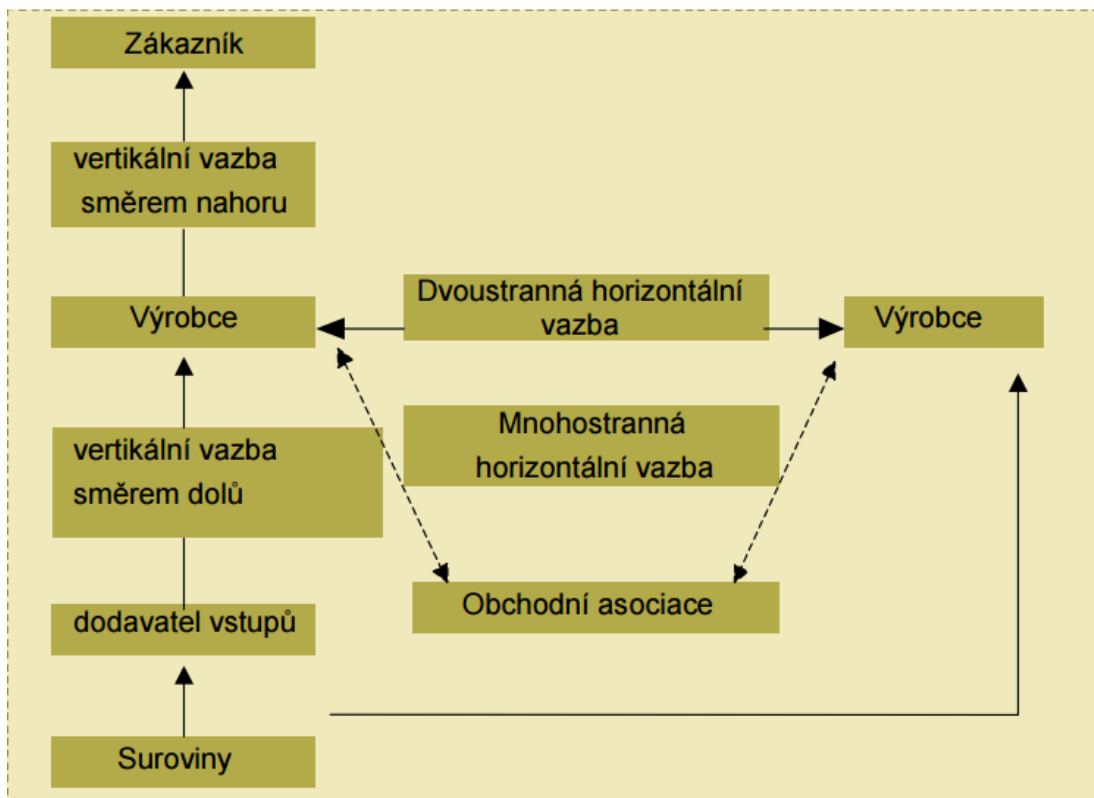 Zákazník
vertikální vazba
směrem nahoru
Výrobce
Dvoustranná horizontální
vazba
Výrobce
vertikální vazba
směrem dolů
Mnohostranná
horizontální vazba
dodavatel vstupů
Obchodní asociace
Suroviny